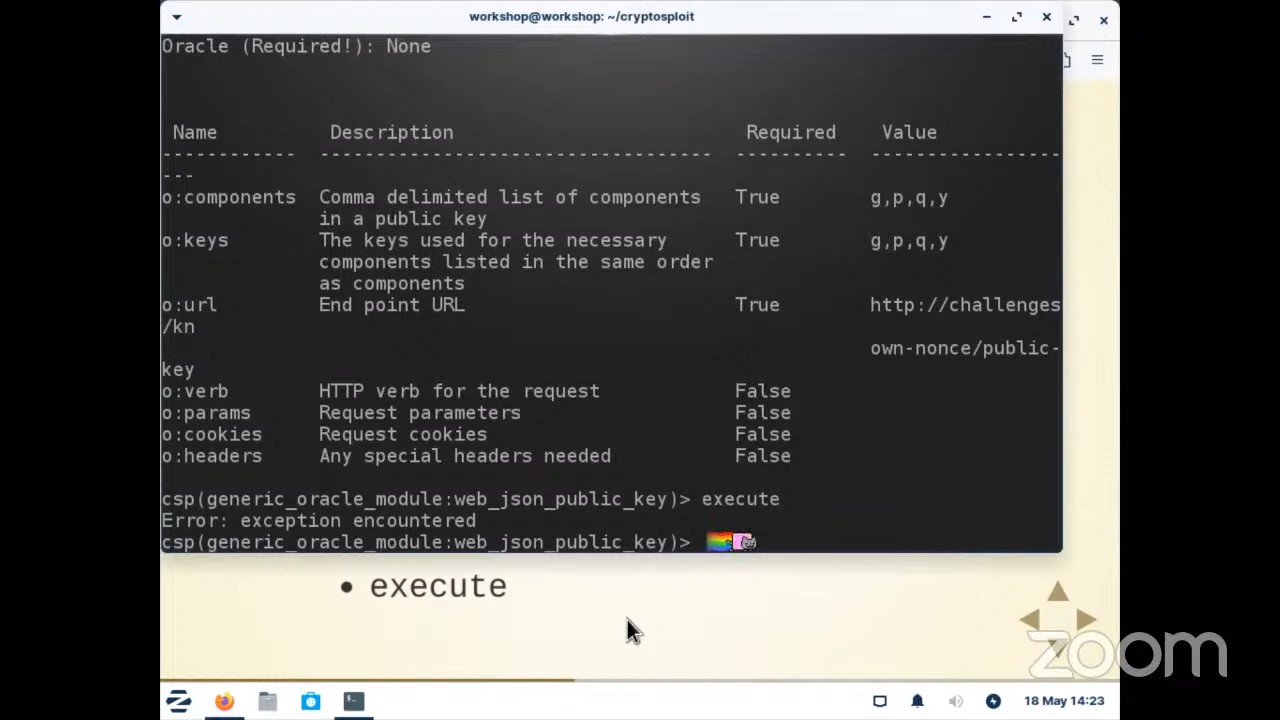 workshop@workshop: ~/cryptosploit
Oracle (Required!): None
Name Description Required Value
------------ ----------------------------------- ---------- -----------------
---
o:components Comma delimited list of components True g,p,q,y
in a public key
o:keys The keys used for the necessary True g,p,q,y
components listed in the same order
as components
o:url End point URL True http://challenges
/kn
own-nonce/public-
key
o:verb HTTP verb for the request False
o:params Request parameters False
o:cookies Request cookies False
o:headers Any special headers needed False
csp(generic_oracle_module:web_json_public_key)> execute
Error: exception encountered
csp(generic_oracle_module:web_json_public_key)>
• execute
zoom
18 May 14:23